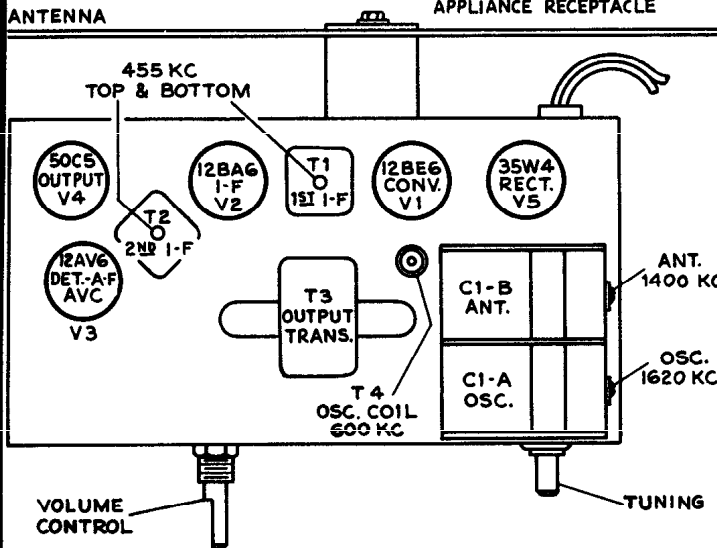 ANTENNA
APPLIANCE RECEPTACLE
455 KC
TOP & BOTTOM
50C5
OUTPUT
V4
12BA6
I-F
V2
T1
1ST I-F
12BE6
CONV.
V1
35W4
RECT.
V5
T2
2ND I-F
12AV6
DET.-A-F
AVC
V3
T3
OUTPUT
TRANS.
C1-B
ANT.
ANT.
1400 KC
C1-A
OSC.
OSC.
1620 KC
T4
OSC. COIL
600 KC
VOLUME
CONTROL
TUNING